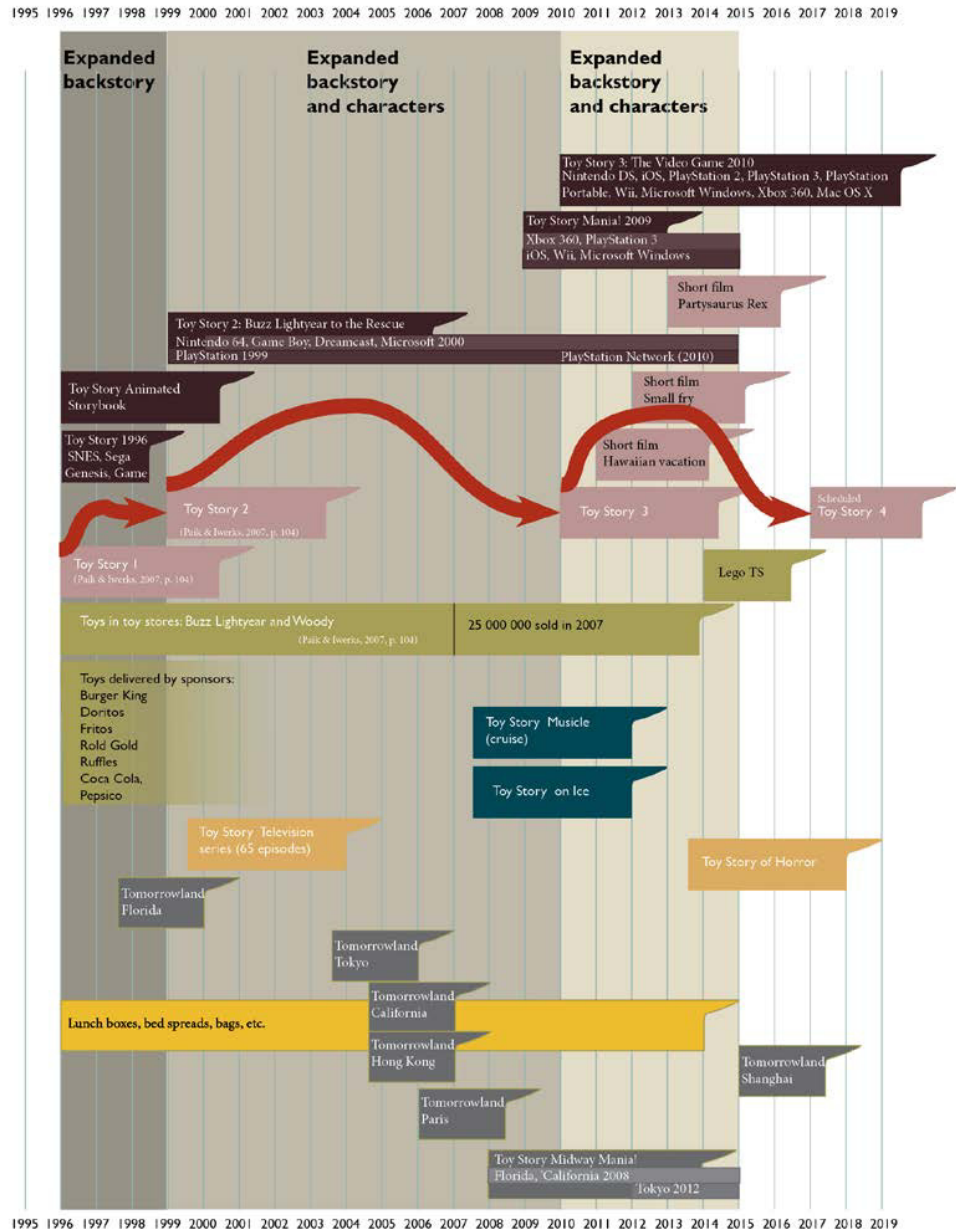 1995 1996 1997 1998 1999 2000 2001 2002 2003 2004 2005 2006 2007 2008 2009 2010 2011 2012 2013 2014 2015 2016 2017 2018 2019
Expanded
backstory
Expanded
backstory
and characters
Expanded
backstory
and characters
Toy Story 3: The Video Game 2010
Nintendo DS, iOS, PlayStation 2, PlayStation 3, PlayStation
Portable, Wii, Microsoft Windows, Xbox 360, Mac OS X
Toy Story Mania! 2009
Xbox 360, PlayStation 3
iOS, Wii, Microsoft Windows
Short film
Partysaurus Rex
Toy Story 2: Buzz Lightyear to the Rescue
Nintendo 64, Game Boy, Dreamcast, Microsoft 2000
PlayStation 1999
PlayStation Network (2010)
Toy Story Animated
Storybook
Short film
Small fry
Toy Story 1996
SNES, Sega
Genesis, Game
Short film
Hawaiian vacation
Toy Story 2
(Paik & Iwerks, 2007, p. 104)
Toy Story 3
Scheduled
Toy Story 4
Toy Story 1
(Paik & Iwerks, 2007, p. 104)
Lego TS
Toys in toy stores: Buzz Lightyear and Woody
(Paik & Iwerks, 2007, p. 104)
25 000 000 sold in 2007
Toys delivered by sponsors:
Burger King
Doritos
Fritos
Rold Gold
Ruffles
Coca Cola,
Pepsico
Toy Story Musicle
(cruise)
Toy Story on Ice
Toy Story Television
series (65 episodes)
Toy Story of Horror
Tomorrowland
Florida
Tomorrowland
Tokyo
Tomorrowland
California
Lunch boxes, bed spreads, bags, etc.
Tomorrowland
Hong Kong
Tomorrowland
Shanghai
Tomorrowland
Paris
Toy Story Midway Mania!
Florida, 'California 2008
Tokyo 2012
1995 1996 1997 1998 1999 2000 2001 2002 2003 2004 2005 2006 2007 2008 2009 2010 2011 2012 2013 2014 2015 2016 2017 2018 2019